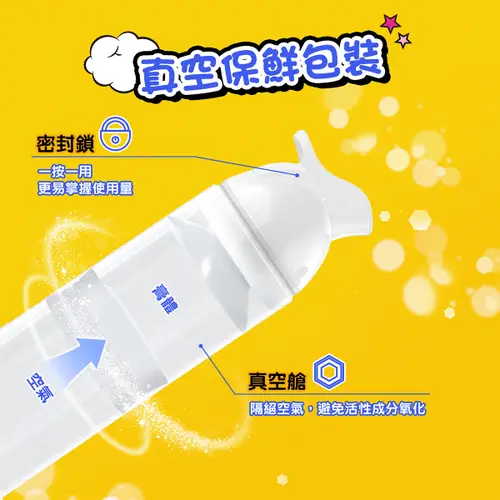 真空保鮮包裝
密封鎖
一按一用
更易掌握使用量
膏體
空氣
真空艙
隔絕空氣，避免活性成分氧化